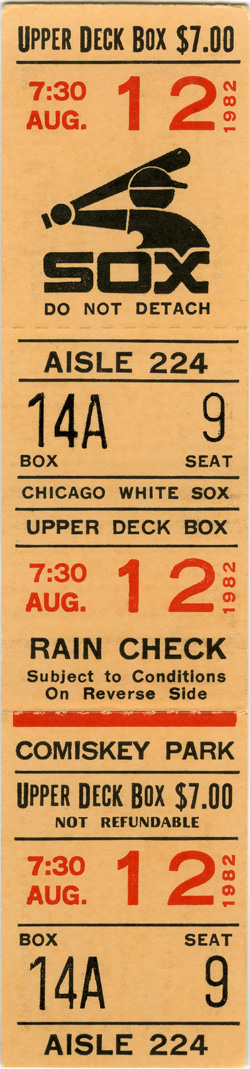 UPPER DECK BOX $7.00
7:30 AUG. 12 1982
SOX
DO NOT DETACH
AISLE 224
14A 9
BOX SEAT
CHICAGO WHITE SOX
UPPER DECK BOX
7:30 AUG. 12 1982
RAIN CHECK
Subject to Conditions
On Reverse Side
COMISKEY PARK
UPPER DECK BOX $7.00
NOT REFUNDABLE
7:30 AUG. 12 1982
BOX SEAT
14A 9
AISLE 224